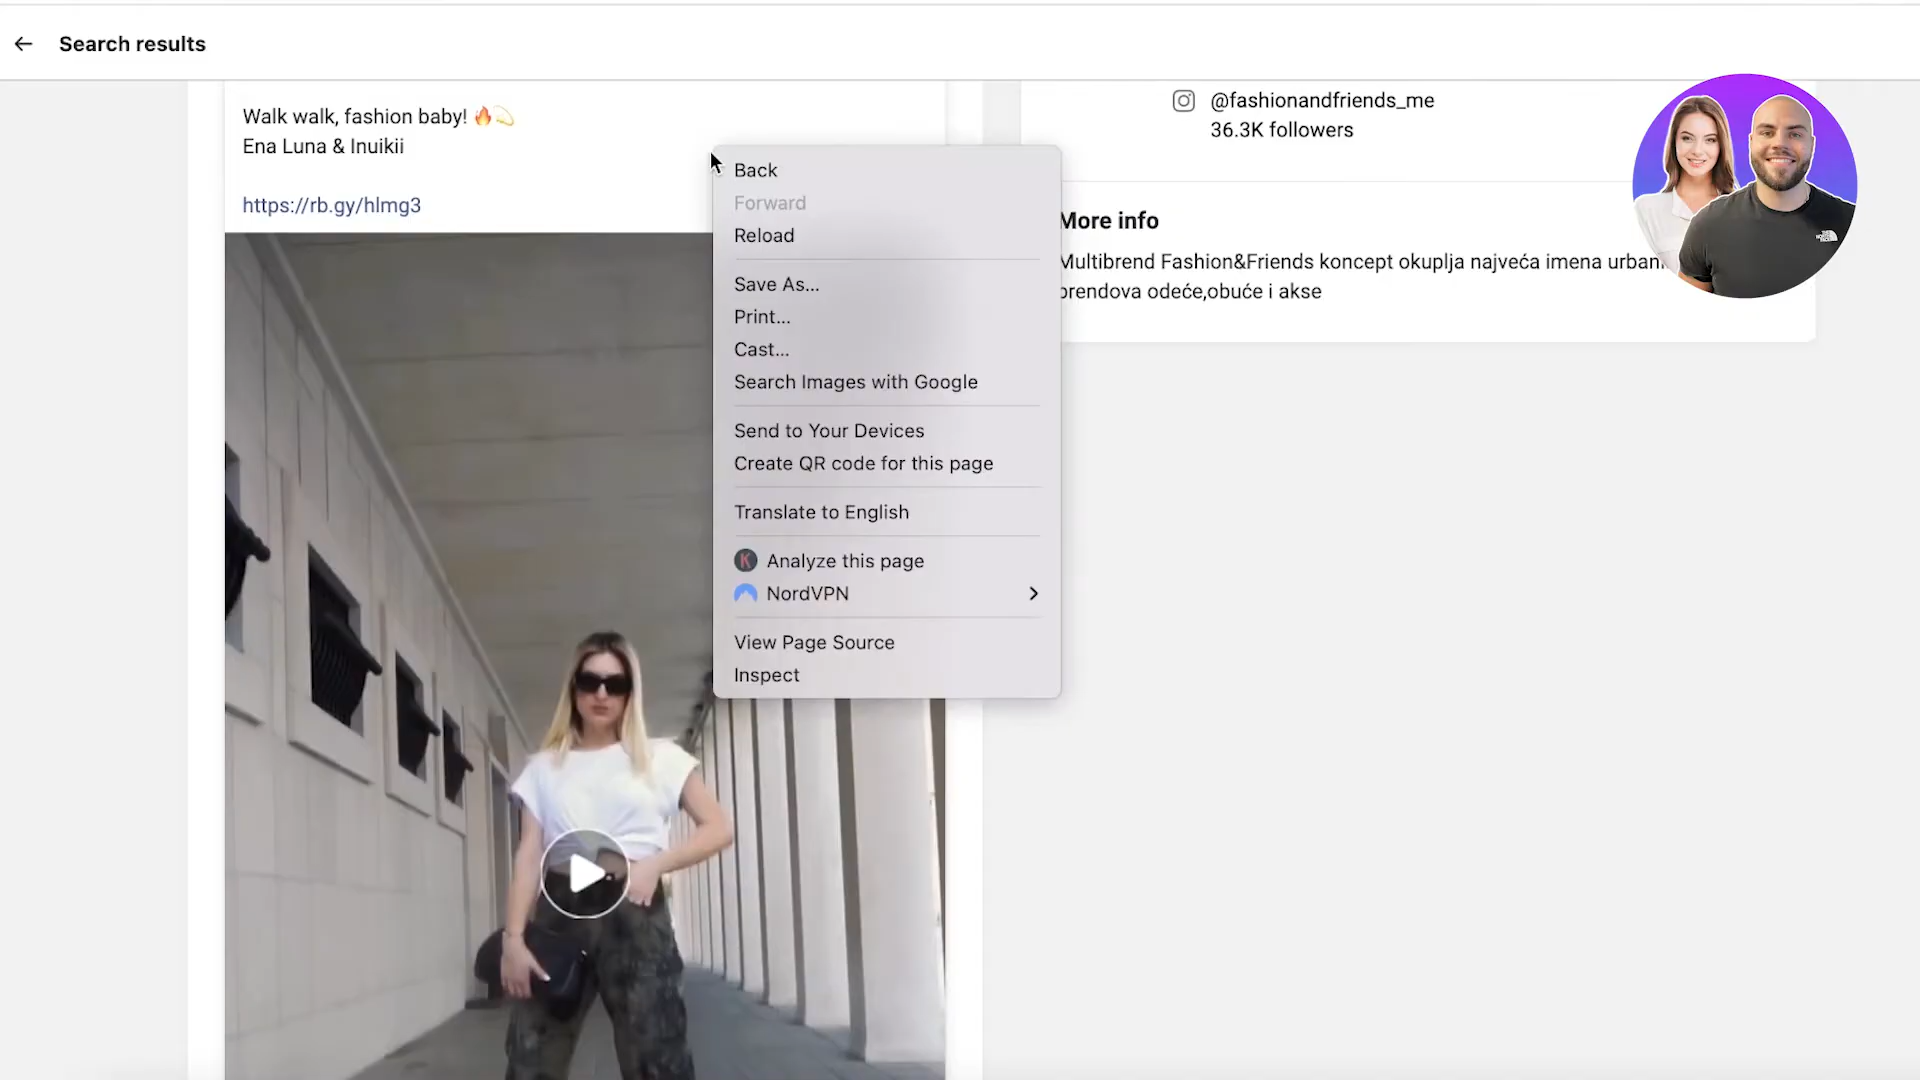 Search results
Walk walk, fashion baby! 🔥💫
Ena Luna & Inuikii
https://rb.gy/hlmg3
@fashionandfriends_me
36.3K followers
More info
Multibrend Fashion&Friends koncept okuplja najveća imena
brendova odeće,obuće i akse
Back
Forward
Reload
Save As...
Print...
Cast...
Search Images with Google
Send to Your Devices
Create QR code for this page
Translate to English
K
Analyze this page
NordVPN
View Page Source
Inspect